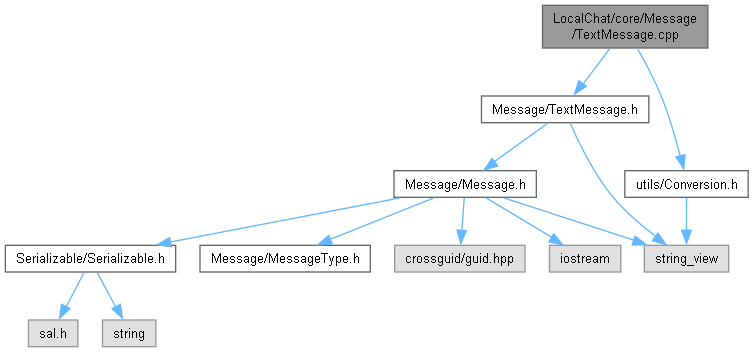 LocalChat/core/Message
/TextMessage.cpp
Message/TextMessage.h
Message/Message.h
utils/Conversion.h
Serializable/Serializable.h
Message/MessageType.h
crossguid/guid.hpp
iostream
string_view
sal.h
string